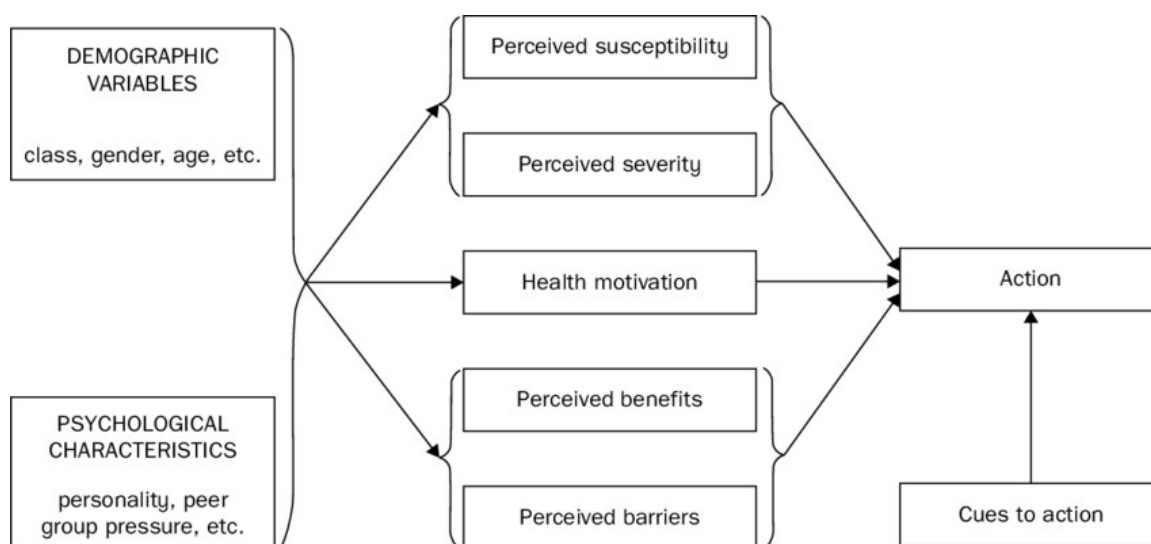 DEMOGRAPHIC
VARIABLES
class, gender, age, etc.
PSYCHOLOGICAL
CHARACTERISTICS
personality, peer
group pressure, etc.
Perceived susceptibility
Perceived severity
Health motivation
Perceived benefits
Perceived barriers
Action
Cues to action